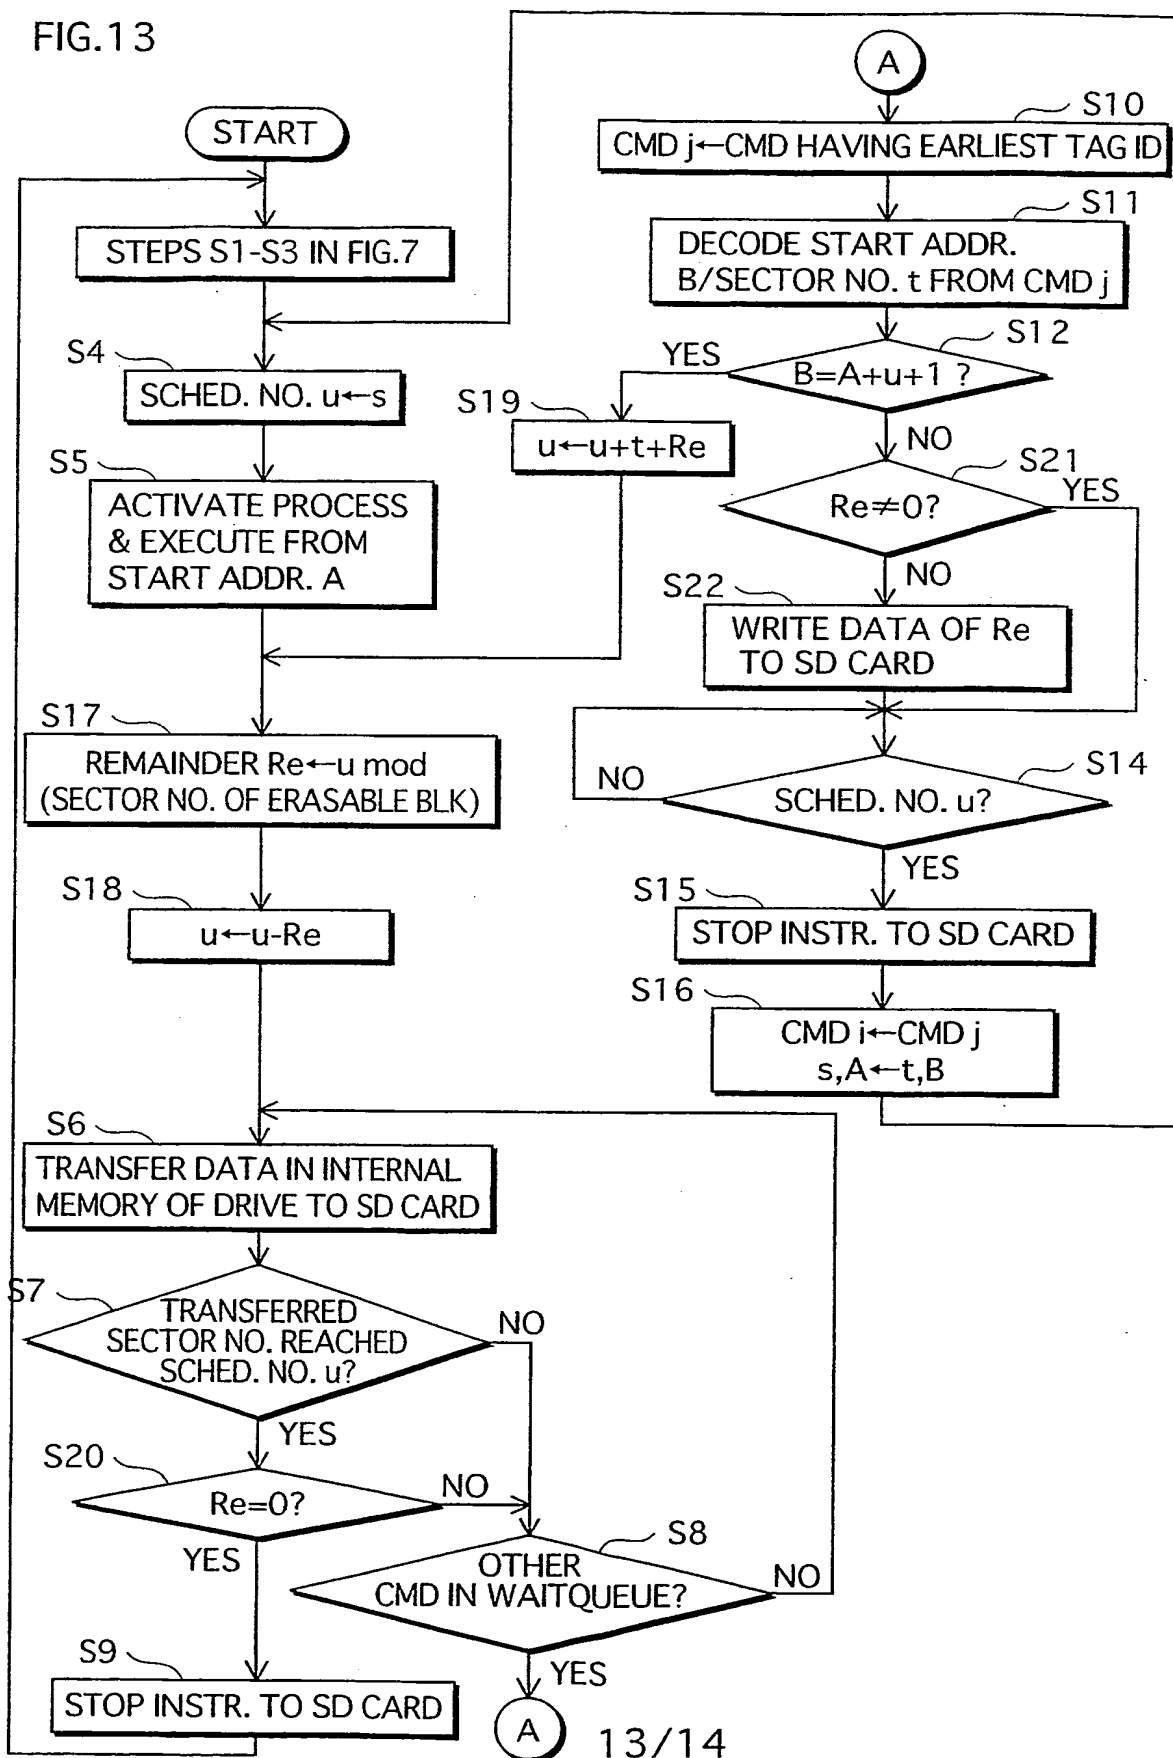 FIG.13
START
STEPS S1-S3 IN FIG.7
S4
SCHED. NO. u←s
S5
ACTIVATE PROCESS
& EXECUTE FROM
START ADDR. A
S17
REMAINDER Re←u mod
(SECTOR NO. OF ERASABLE BLK)
S18
u←u-Re
S6
TRANSFER DATA IN INTERNAL
MEMORY OF DRIVE TO SD CARD
S7
TRANSFERRED
SECTOR NO. REACHED
SCHED. NO. u?
NO
YES
S20
Re=0?
NO
YES
S8
OTHER
CMD IN WAITQUEUE?
NO
YES
S9
STOP INSTR. TO SD CARD
A
A
S10
CMD j←CMD HAVING EARLIEST TAG ID
S11
DECODE START ADDR.
B/SECTOR NO. t FROM CMD j
S12
B=A+u+1 ?
YES
NO
S19
u←u+t+Re
S21
Re≠0?
YES
NO
S22
WRITE DATA OF Re
TO SD CARD
S14
SCHED. NO. u?
NO
YES
S15
STOP INSTR. TO SD CARD
S16
CMD i←CMD j
s,A←t,B
13/14